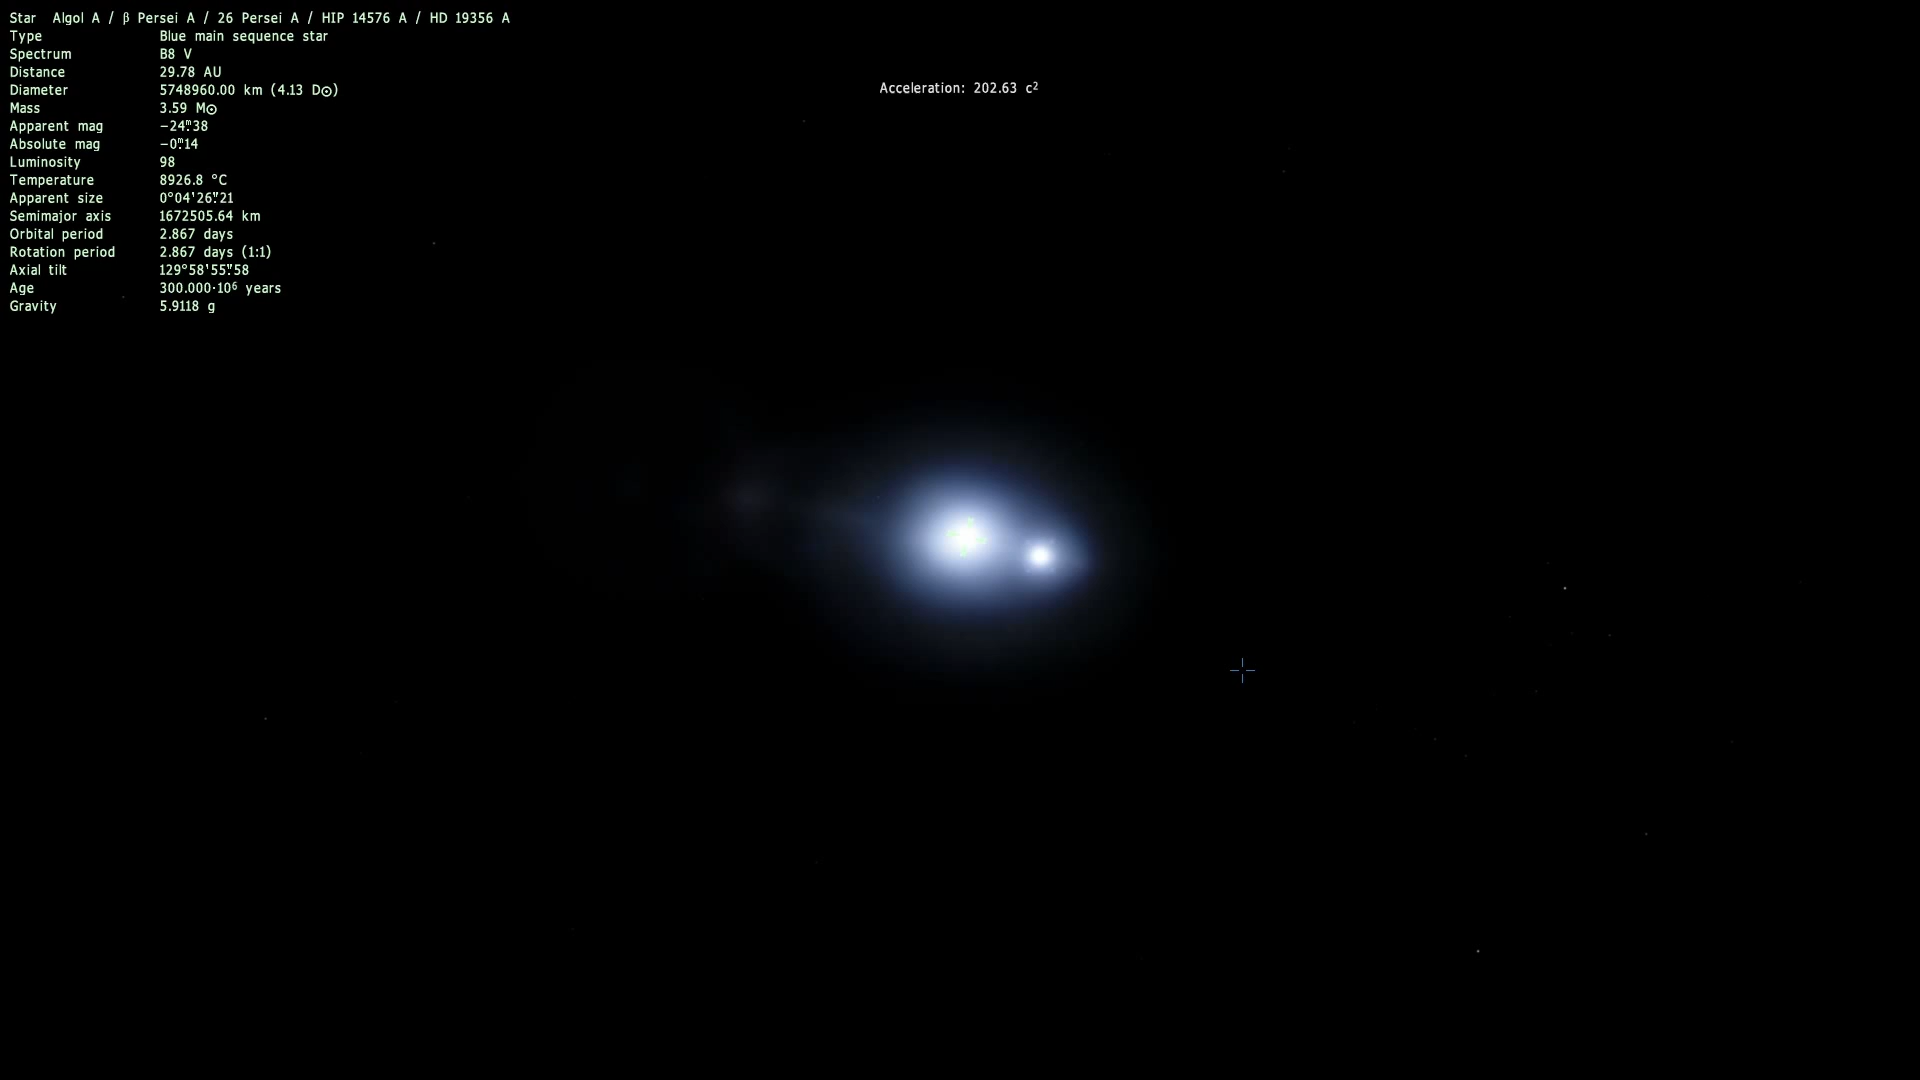 Star Algol A / β Persei A / 26 Persei A / HIP 14576 A / HD 19356 A
Type Blue main sequence star
Spectrum B8 V
Distance 29.78 AU
Diameter 5748960.00 km (4.13 D☉)
Mass 3.59 M☉
Apparent mag −24ᵐ.38
Absolute mag −0ᵐ.14
Luminosity 98
Temperature 8926.8 °C
Apparent size 0°04'26".21
Semimajor axis 1672505.64 km
Orbital period 2.867 days
Rotation period 2.867 days (1:1)
Axial tilt 129°58'55".58
Age 300.000·10⁶ years
Gravity 5.9118 g
Acceleration: 202.63 c²